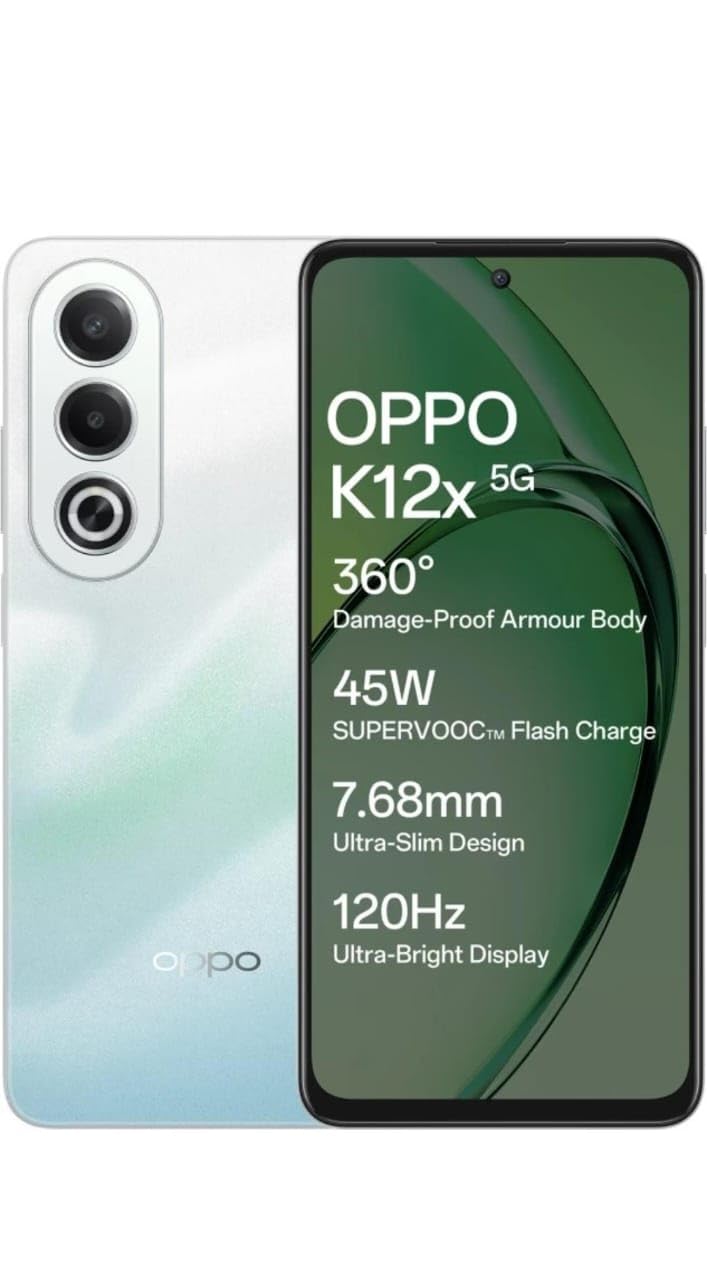 OPPO
K12x 5G
360°
Damage-Proof Armour Body
45W
SUPERVOOC™ Flash Charge
7.68mm
Ultra-Slim Design
120Hz
Ultra-Bright Display
oppo